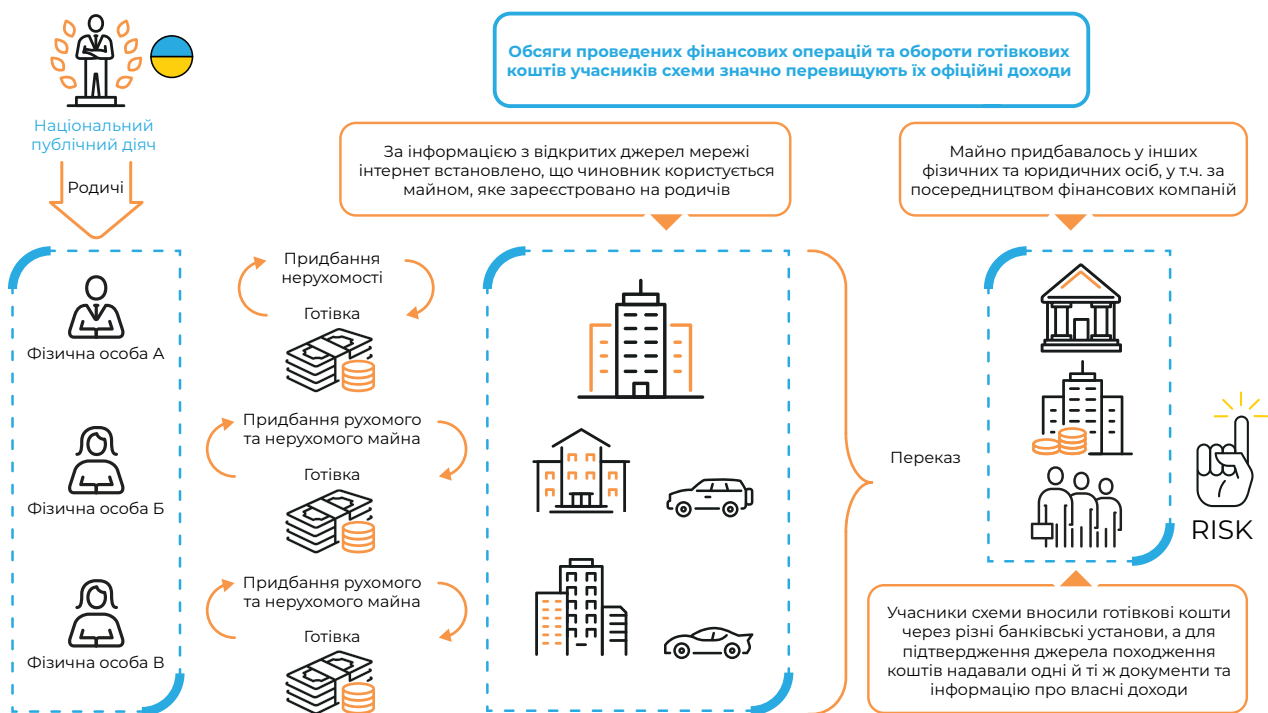 Обсяги проведених фінансових операцій та обороти готівкових
коштів учасників схеми значно перевищують їх офіційні доходи
Національний
публічний діяч
Родичі
За інформацією з відкритих джерел мережі
інтернет встановлено, що чиновник користується
майном, яке зареєстровано на родичів
Майно придбавалось у інших
фізичних та юридичних осіб, у т.ч. за
посередництвом фінансових компаній
Фізична особа А
Придбання
нерухомості
Готівка
Фізична особа Б
Придбання рухомого
та нерухомого майна
Готівка
Фізична особа В
Придбання рухомого
та нерухомого майна
Готівка
Переказ
RISK
Учасники схеми вносили готівкові кошти
через різні банківські установи, а для
підтвердження джерела походження
коштів надавали одні й ті ж документи та
інформацію про власні доходи